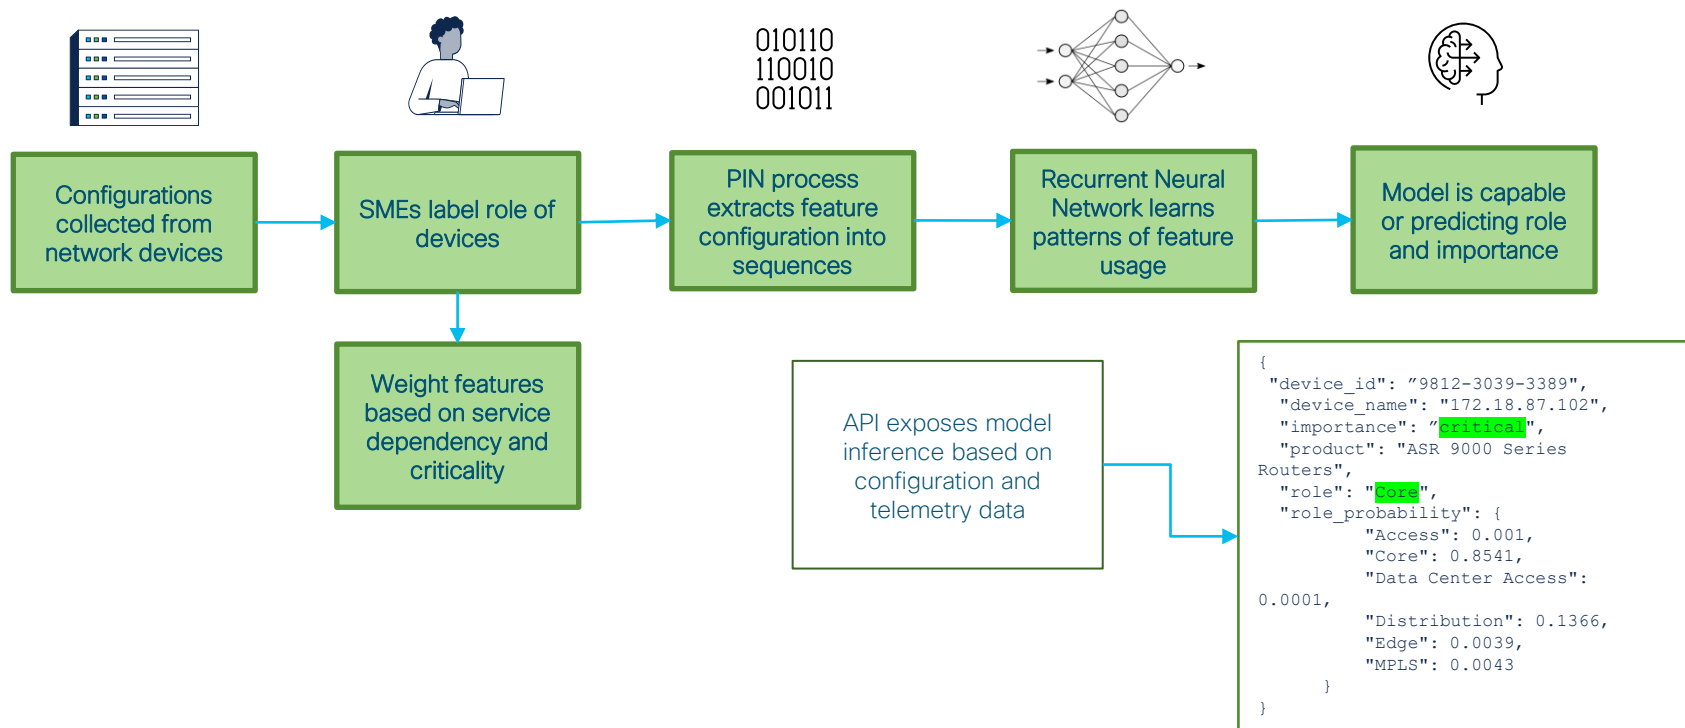 010110
110010
001011
Configurations
collected from
network devices
SMEs label role of
devices
PIN process
extracts feature
configuration into
sequences
Recurrent Neural
Network learns
patterns of feature
usage
Model is capable
or predicting role
and importance
Weight features
based on service
dependency and
criticality
API exposes model
inference based on
configuration and
telemetry data
{
"device_id": ”9812-3039-3389",
"device_name": "172.18.87.102",
"importance": ”critical",
"product": "ASR 9000 Series
Routers",
"role": "Core",
"role_probability": {
"Access": 0.001,
"Core": 0.8541,
"Data Center Access":
0.0001,
"Distribution": 0.1366,
"Edge": 0.0039,
"MPLS": 0.0043
}
}